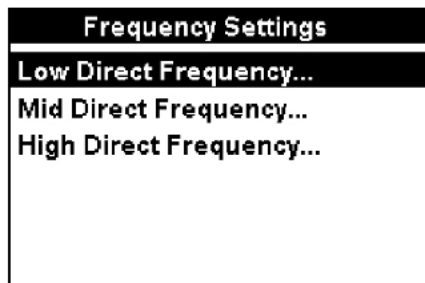 Frequency Settings
Low Direct Frequency...
Mid Direct Frequency...
High Direct Frequency...